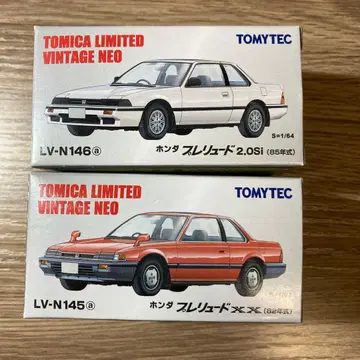 TOMICA LIMITED
VINTAGE NEO
TOMYTEC
S=1/64
LV-N146ⓐ
ホンダ プレリュード 2.0Si (85年式)
TOMICA LIMITED
VINTAGE NEO
TOMYTEC
LV-N145ⓐ
ホンダ プレリュード XX (82年式)